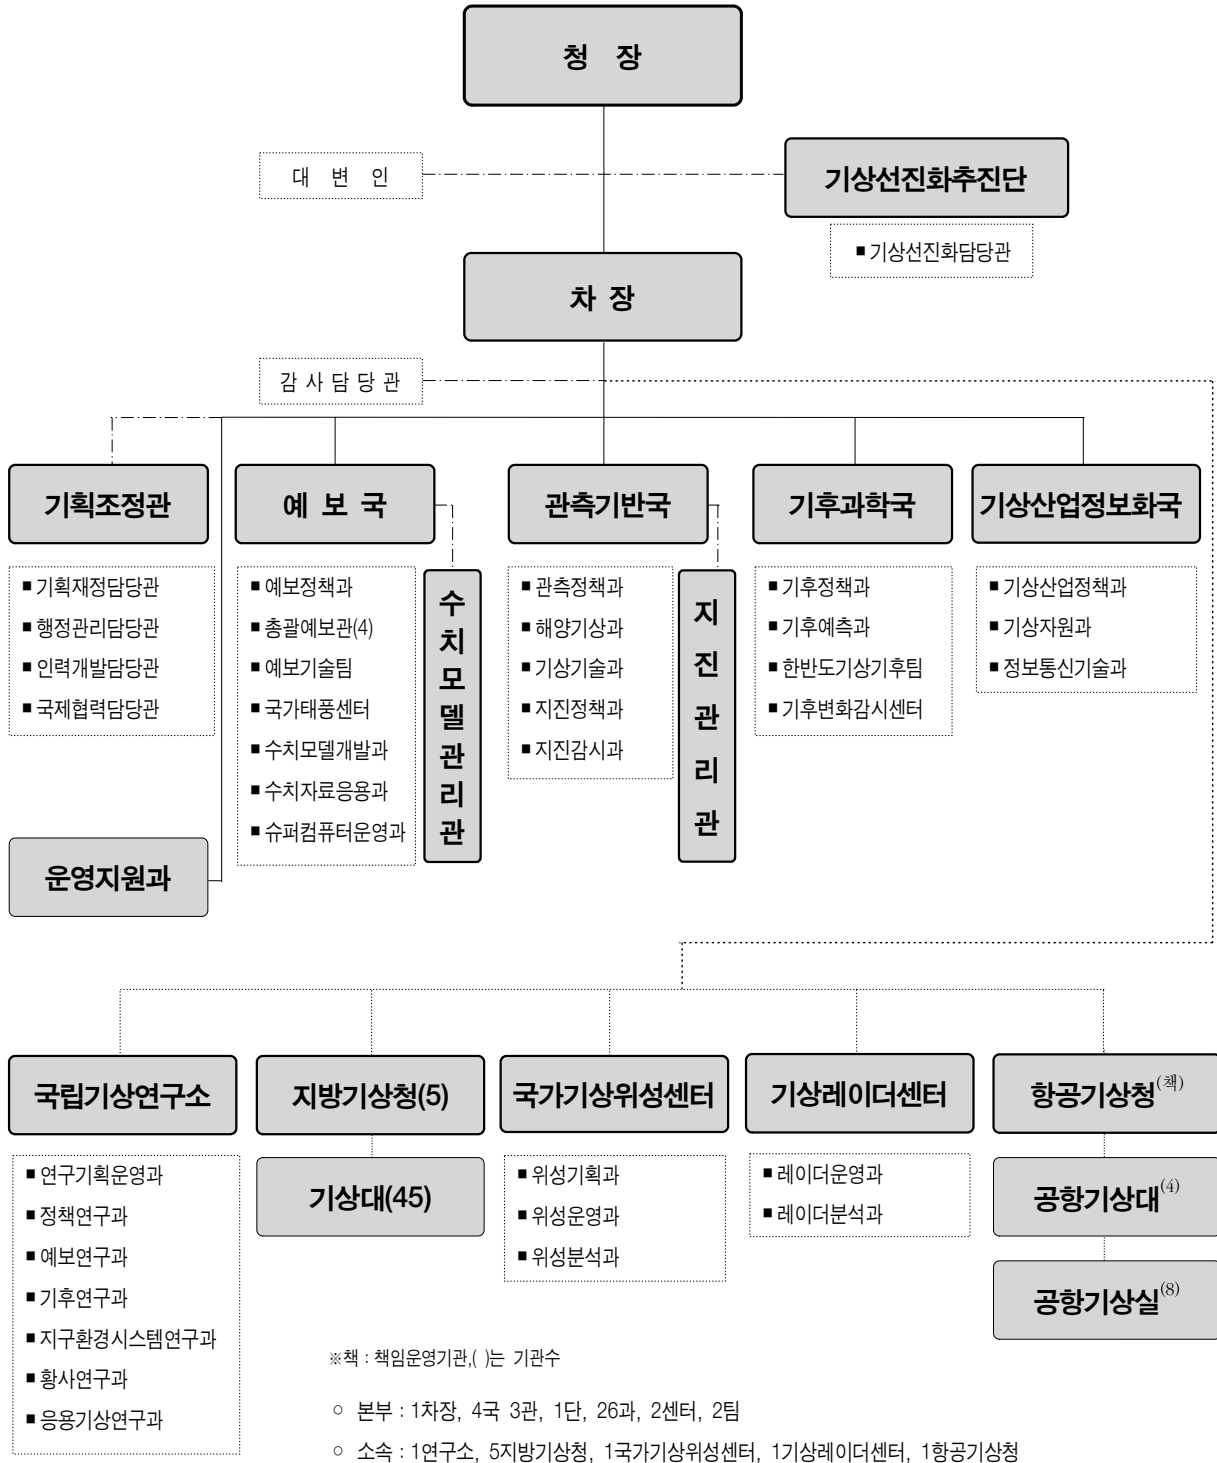 청 장
대 변 인
기상선진화추진단
■ 기상선진화담당관
차 장
감 사 담 당 관
기획조정관
■ 기획재정담당관
■ 행정관리담당관
■ 인력개발담당관
■ 국제협력담당관
운영지원과
예 보 국
■ 예보정책과
■ 총괄예보관(4)
■ 예보기술팀
■ 국가태풍센터
■ 수치모델개발과
■ 수치자료응용과
■ 슈퍼컴퓨터운영과
수치모델관리관
관측기반국
■ 관측정책과
■ 해양기상과
■ 기상기술과
■ 지진정책과
■ 지진감시과
지진관리관
기후과학국
■ 기후정책과
■ 기후예측과
■ 한반도기상기후팀
■ 기후변화감시센터
기상산업정보화국
■ 기상산업정책과
■ 기상자원과
■ 정보통신기술과
국립기상연구소
■ 연구기획운영과
■ 정책연구과
■ 예보연구과
■ 기후연구과
■ 지구환경시스템연구과
■ 황사연구과
■ 응용기상연구과
지방기상청(5)
기상대(45)
국가기상위성센터
■ 위성기획과
■ 위성운영과
■ 위성분석과
기상레이더센터
■ 레이더운영과
■ 레이더분석과
항공기상청(책)
공항기상대(4)
공항기상실(8)
※책 : 책임운영기관,( )는 기관수
○ 본부 : 1차장, 4국 3관, 1단, 26과, 2센터, 2팀
○ 소속 : 1연구소, 5지방기상청, 1국가기상위성센터, 1기상레이더센터, 1항공기상청